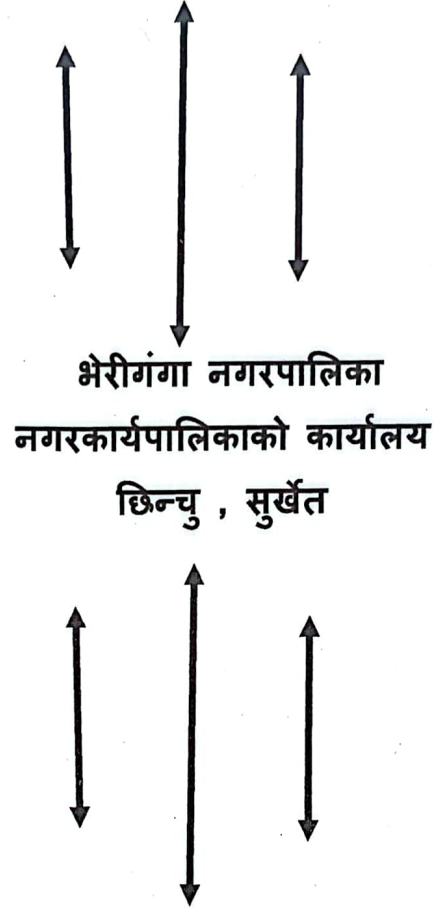 भेरीगंगा नगरपालिका
नगरकार्यपालिकाको कार्यालय
छिन्चु , सुर्खेत